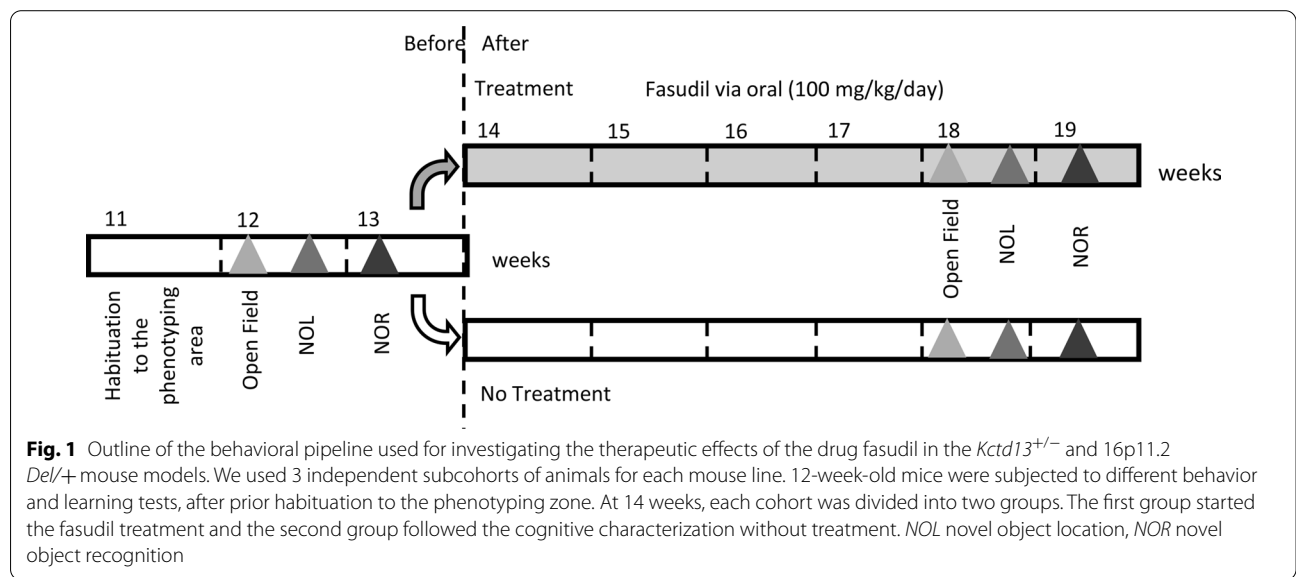 Before After
Treatment Fasudil via oral (100 mg/kg/day)
14 15 16 17 18 19
weeks
11 12 13
weeks
Habituation
to the
phenotyping
area
Open Field
NOL
NOR
Open Field
NOL
NOR
No Treatment
Fig. 1 Outline of the behavioral pipeline used for investigating the therapeutic effects of the drug fasudil in the Kctd13+/− and 16p11.2
Del/+ mouse models. We used 3 independent subcohorts of animals for each mouse line. 12-week-old mice were subjected to different behavior
and learning tests, after prior habituation to the phenotyping zone. At 14 weeks, each cohort was divided into two groups. The first group started
the fasudil treatment and the second group followed the cognitive characterization without treatment. NOL novel object location, NOR novel
object recognition